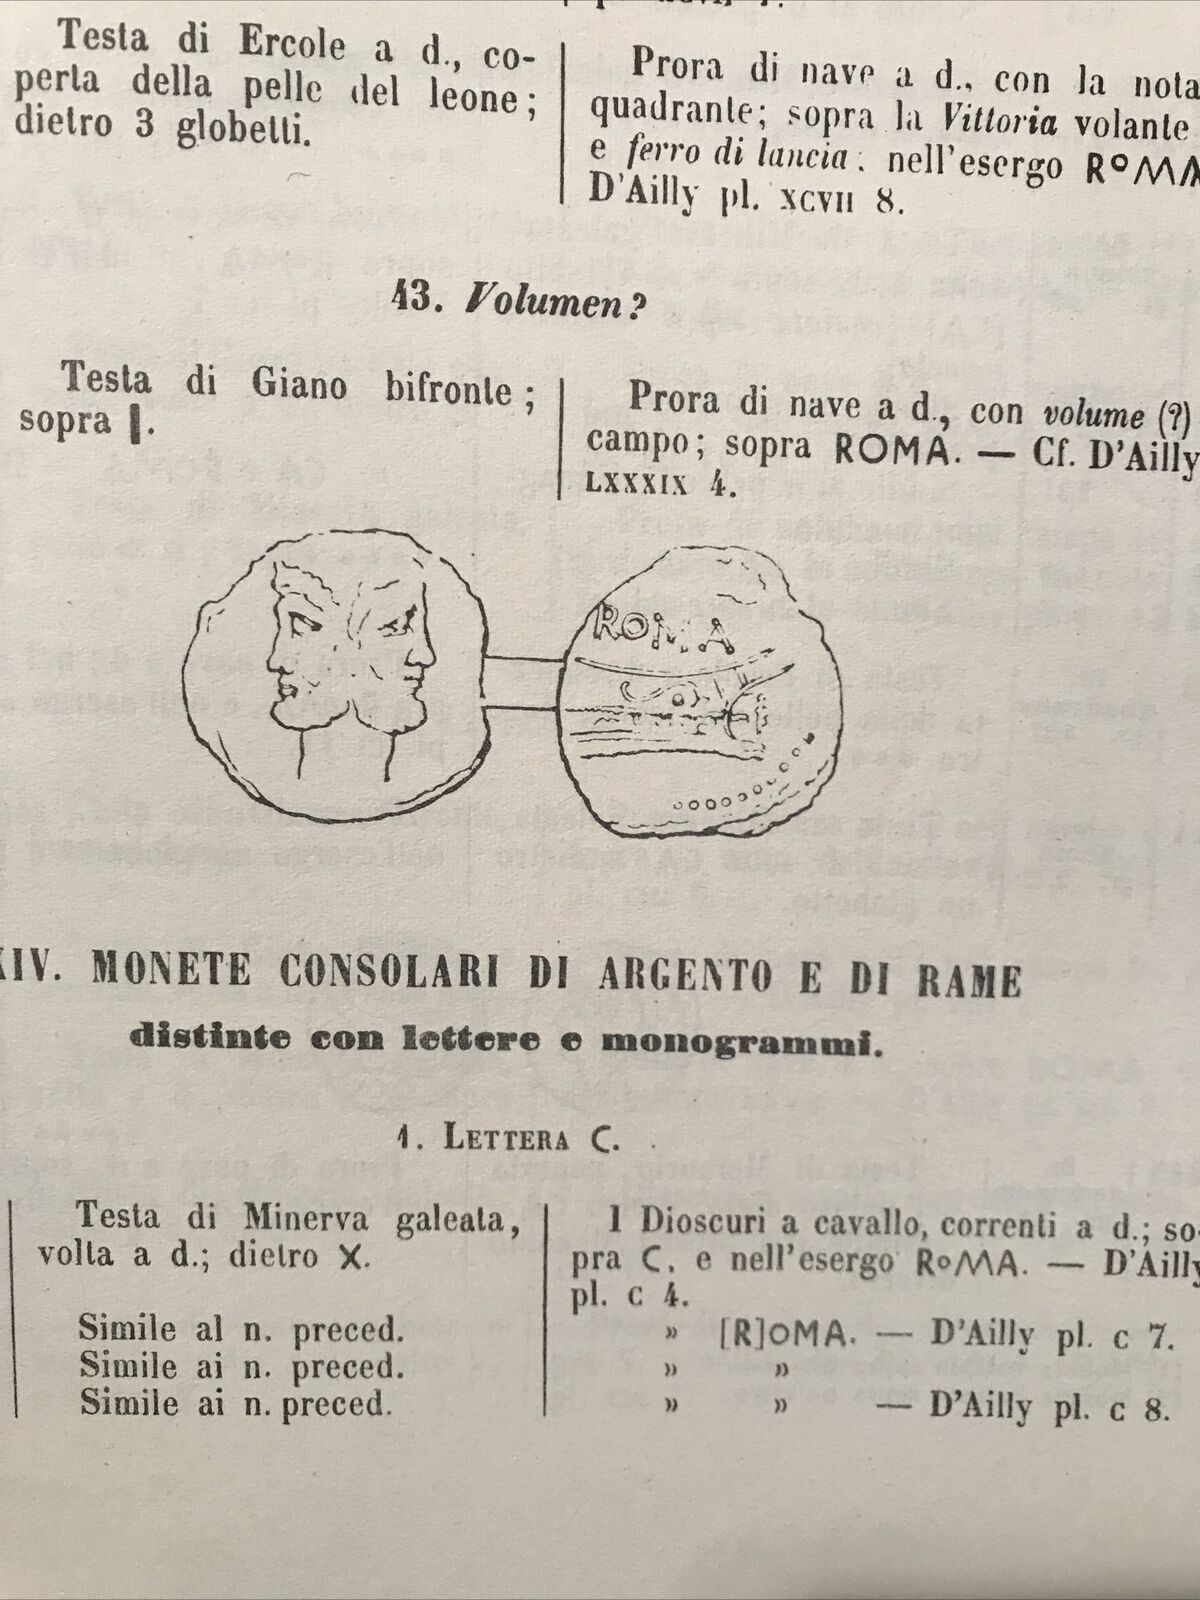 Testa di Ercole a d., co-
perta della pelle del leone;
dietro 3 globetti.
Prora di nave a d., con la nota
quadrante; sopra la Vittoria volante
e ferro di lancia: nell'esergo RoMA
D'Ailly pl. XCVII 8.
43. Volumen?
Testa di Giano bifronte;
sopra I.
Prora di nave a d., con volume (?)
campo; sopra ROMA. — Cf. D'Ailly
LXXXIX 4.
ROMA
XIV. MONETE CONSOLARI DI ARGENTO E DI RAME
distinte con lettere e monogrammi.
1. LETTERA C.
Testa di Minerva galeata,
volta a d.; dietro X.
I Dioscuri a cavallo, correnti a d.; so-
pra C, e nell'esergo RoMA. — D'Ailly
pl. C 4.
Simile al n. preced.
» [R]OMA. — D'Ailly pl. C 7.
Simile ai n. preced.
» »
Simile ai n. preced.
» » — D'Ailly pl. C 8.